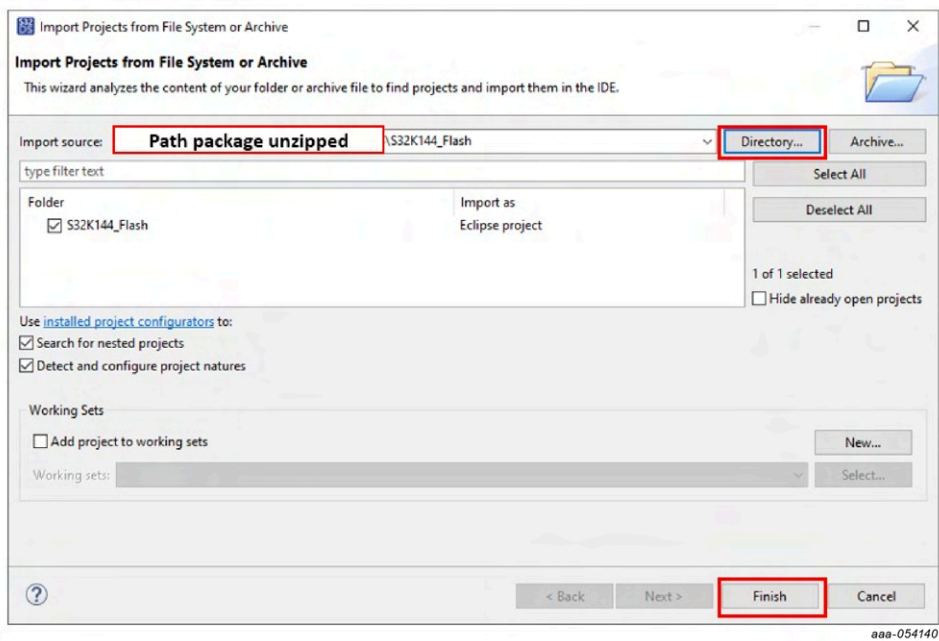 Import Projects from File System or Archive
Import Projects from File System or Archive
This wizard analyzes the content of your folder or archive file to find projects and import them in the IDE.
Import source: Path package unzipped \S32K144_Flash Directory... Archive...
type filter text Select All
Folder Import as Deselect All
S32K144_Flash Eclipse project
1 of 1 selected
Hide already open projects
Use installed project configurators to:
Search for nested projects
Detect and configure project natures
Working Sets
Add project to working sets New...
Working sets: Select...
? < Back Next > Finish Cancel
aaa-054140